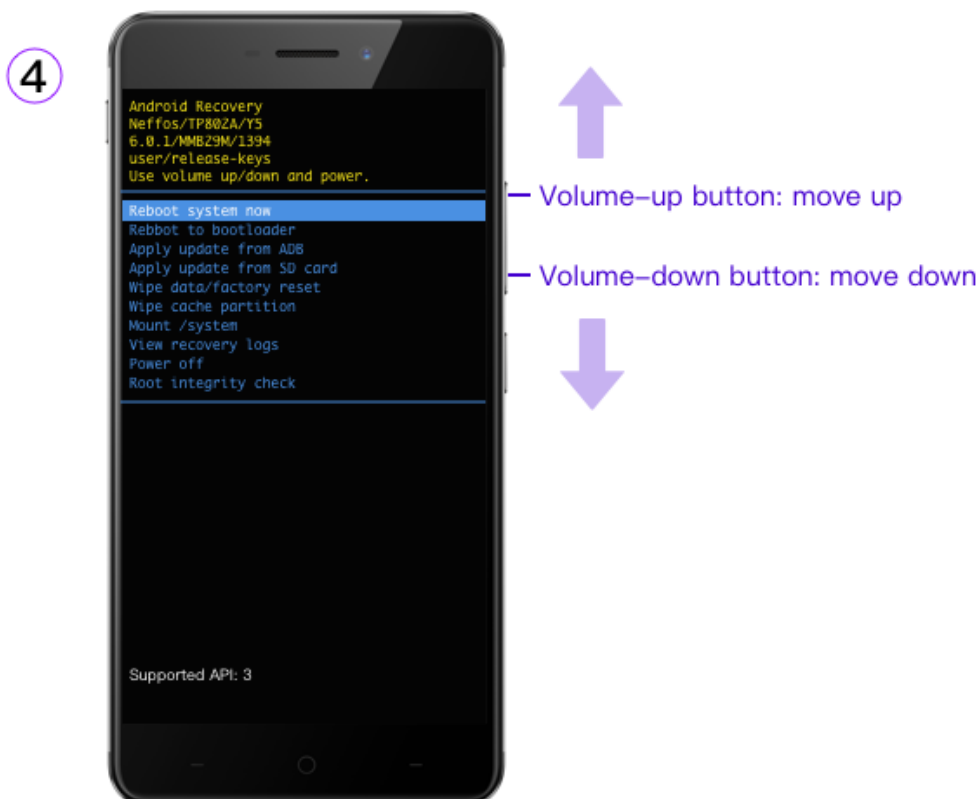 4
Android Recovery
Neffos/TP802A/Y5
6.0.1/MMB29M/1394
user/release-keys
Use volume up/down and power.
Reboot system now
Rebbot to bootloader
Apply update from ADB
Apply update from SD card
Wipe data/factory reset
Wipe cache partition
Mount /system
View recovery logs
Power off
Root integrity check
Supported API: 3
Volume–up button: move up
Volume–down button: move down